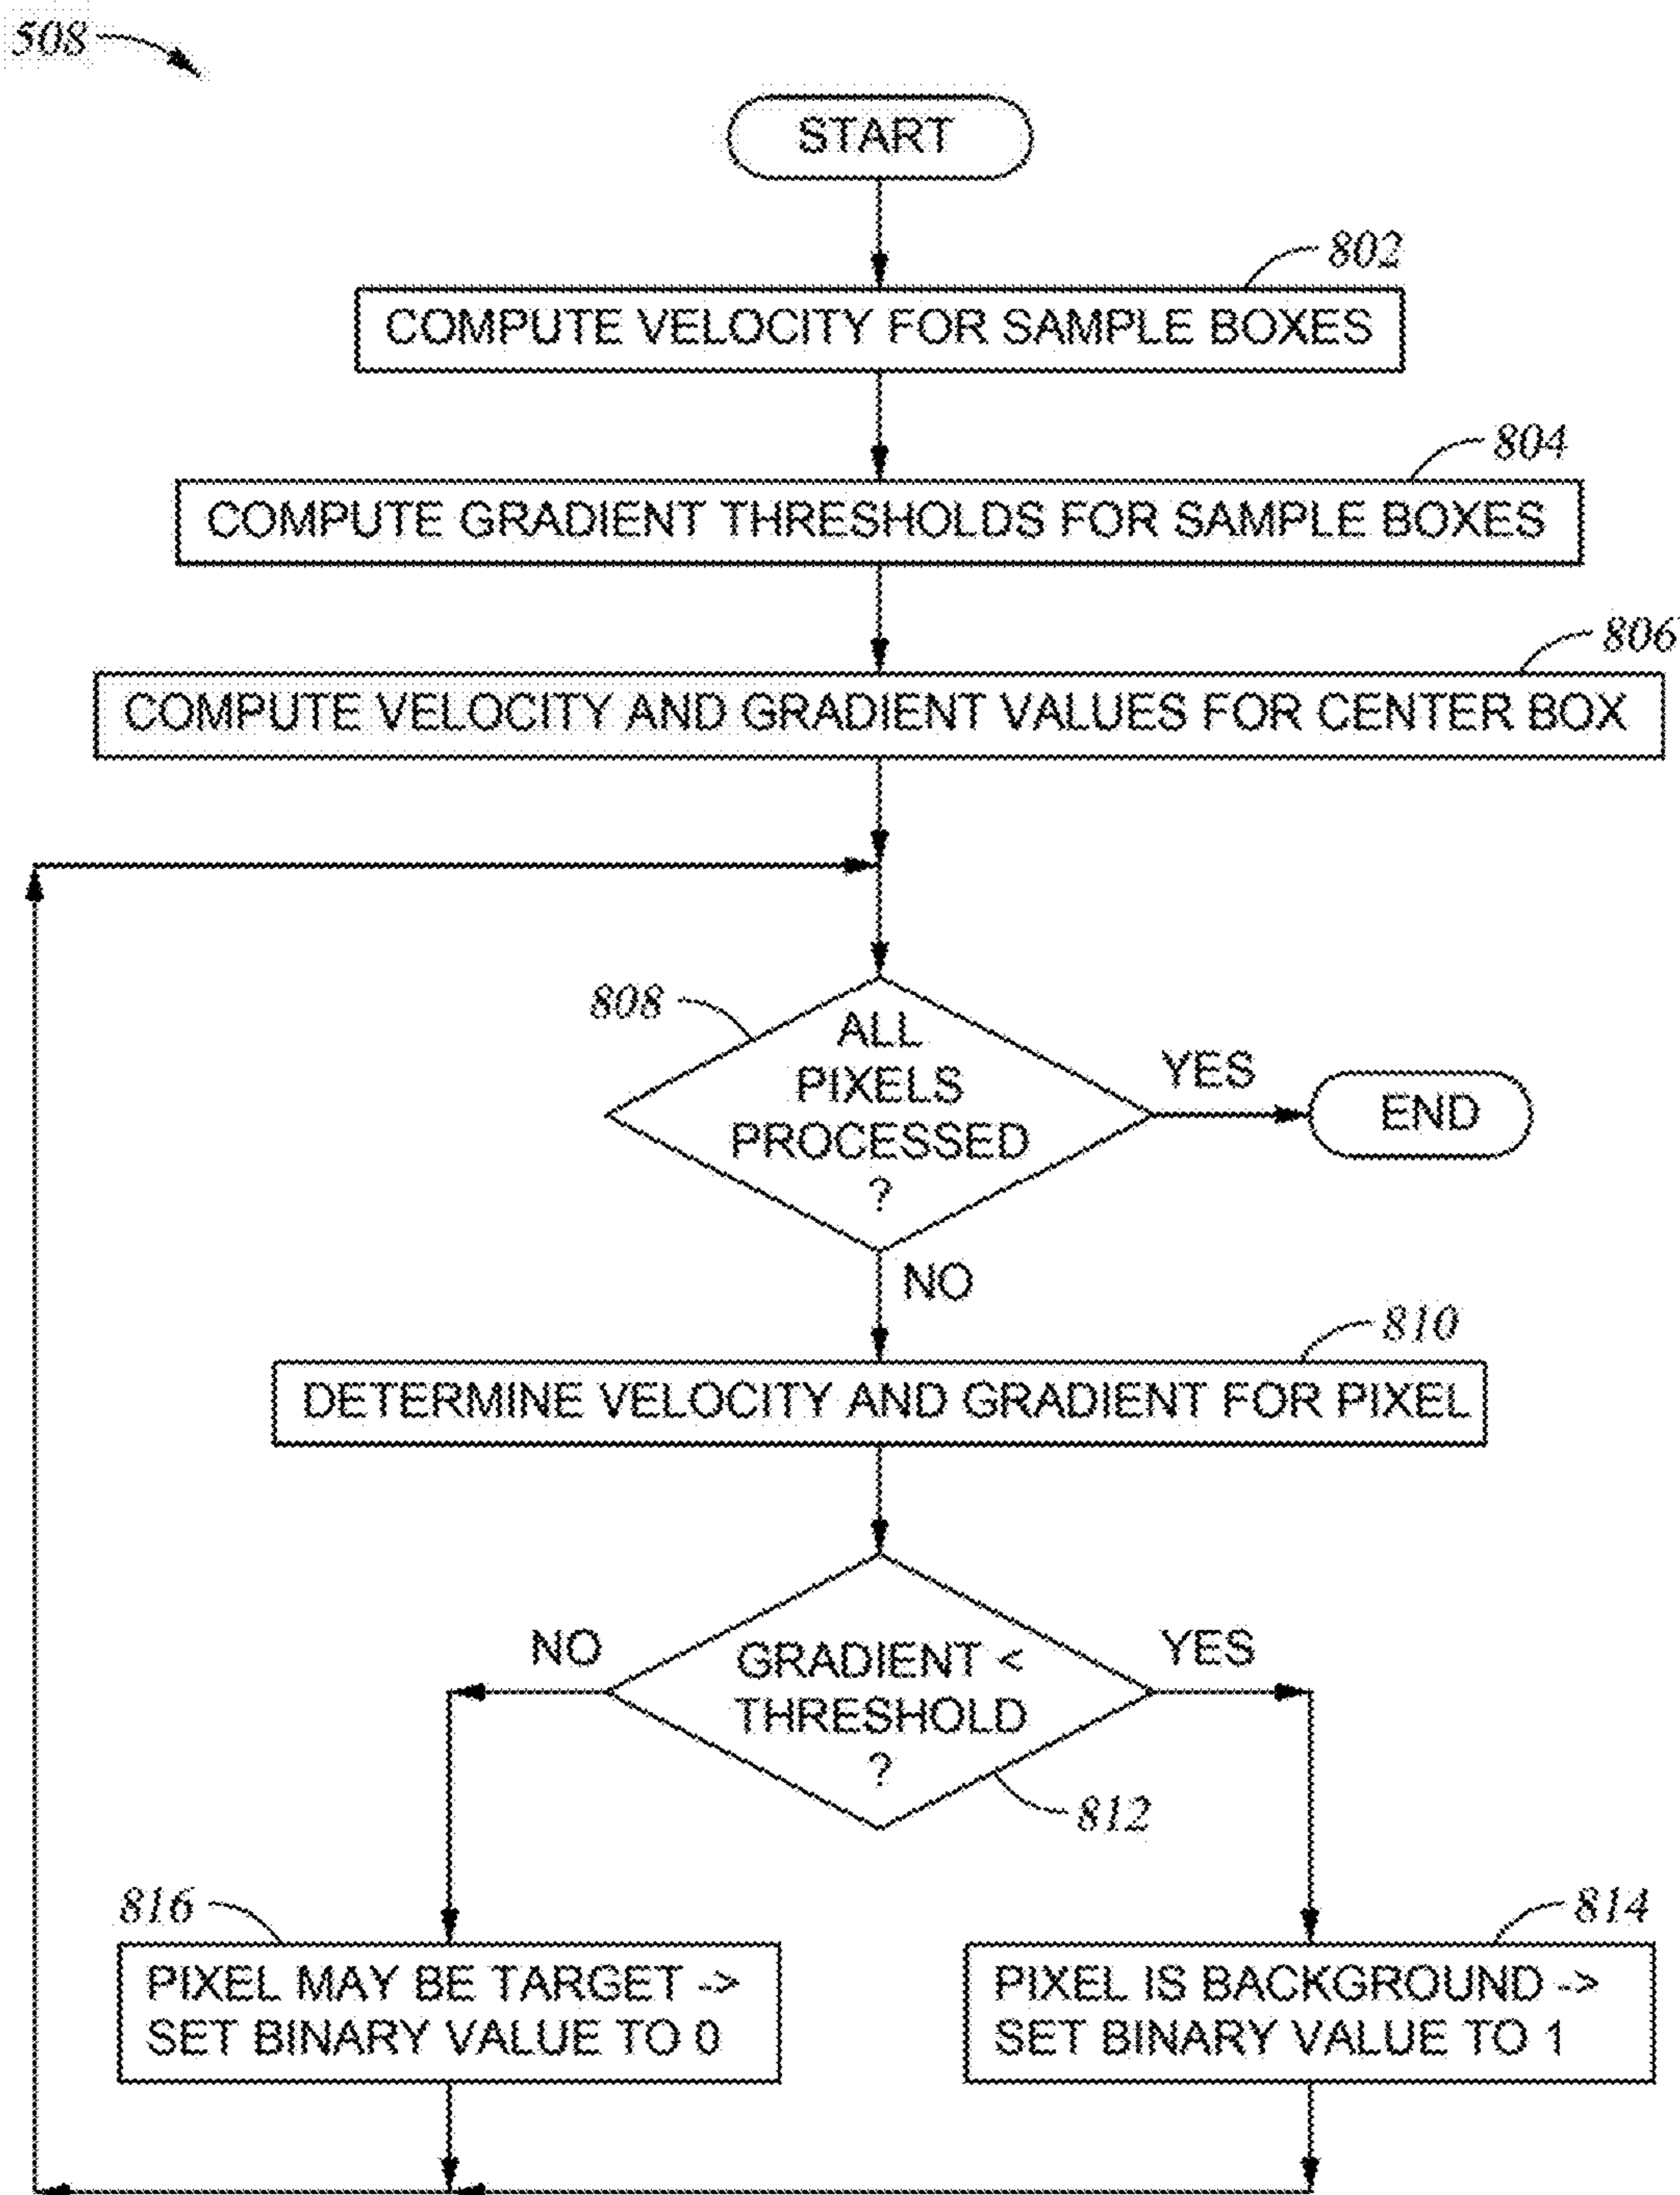 508
START
802
COMPUTE VELOCITY FOR SAMPLE BOXES
804
COMPUTE GRADIENT THRESHOLDS FOR SAMPLE BOXES
806
COMPUTE VELOCITY AND GRADIENT VALUES FOR CENTER BOX
808
ALL
PIXELS
PROCESSED
?
YES
END
NO
810
DETERMINE VELOCITY AND GRADIENT FOR PIXEL
NO
GRADIENT <
THRESHOLD
?
YES
812
816
PIXEL MAY BE TARGET ->
SET BINARY VALUE TO 0
814
PIXEL IS BACKGROUND ->
SET BINARY VALUE TO 1